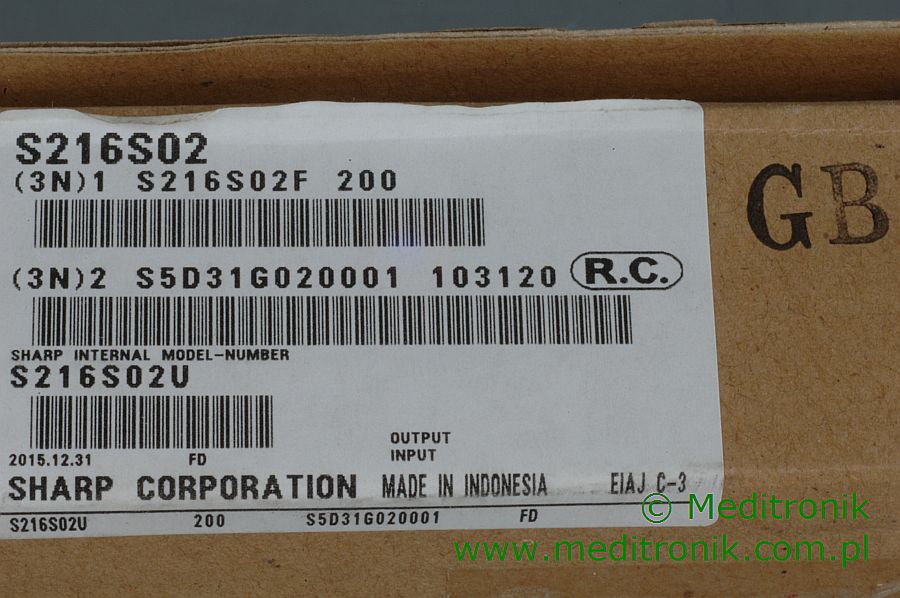 S216S02
(3N)1 S216S02F 200
(3N)2 S5D31G020001 103120 R.C.
SHARP INTERNAL MODEL-NUMBER
S216S02U
OUTPUT
INPUT
2015.12.31 FD
SHARP CORPORATION MADE IN INDONESIA EIAJ C-3
S216S02U 200 S5D31G020001 FD
GB
© Meditronik
www.meditronik.com.pl